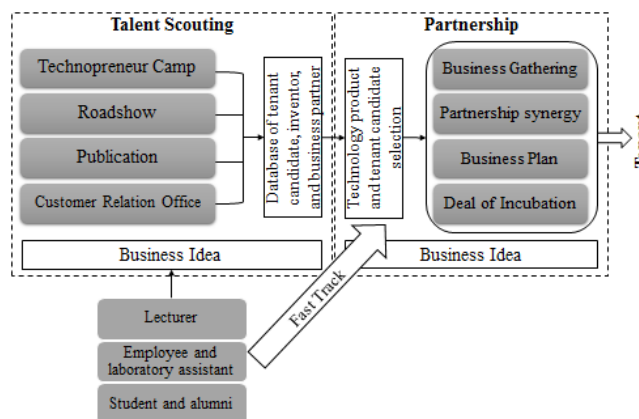 Talent Scouting
Partnership
Technopreneur Camp
Roadshow
Publication
Customer Relation Office
Database of tenant
candidate, inventor,
and business partner
Technology product
and tenant candidate
selection
Business Gathering
Partnership synergy
Business Plan
Deal of Incubation
Business Idea
Business Idea
Fast Track
Lecturer
Employee and
laboratory assistant
Student and alumni